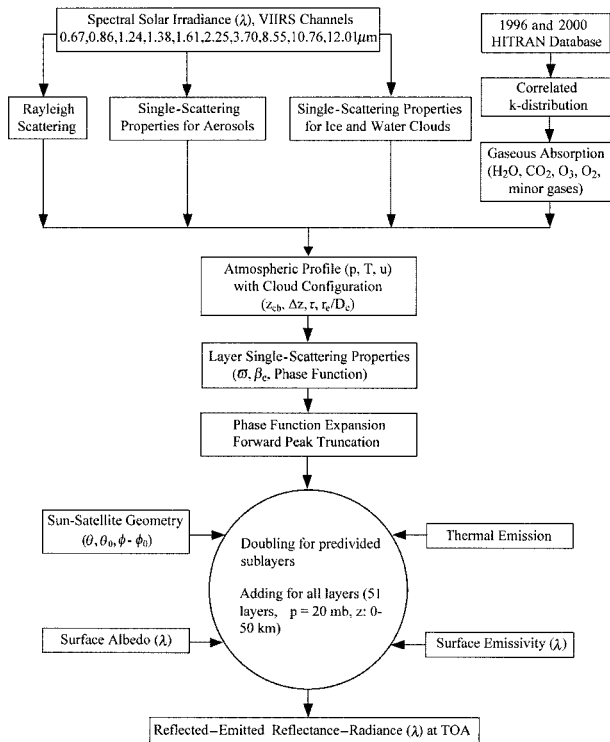 Spectral Solar Irradiance (λ), VIIRS Channels
0.67,0.86,1.24,1.38,1.61,2.25,3.70,8.55,10.76,12.01μm
1996 and 2000
HITRAN Database
Rayleigh
Scattering
Single-Scattering
Properties for Aerosols
Single-Scattering Properties
for Ice and Water Clouds
Correlated
k-distribution
Gaseous Absorption
(H₂O, CO₂, O₃, O₂,
minor gases)
Atmospheric Profile (p, T, u)
with Cloud Configuration
(z_cb, Δz, τ, r_e/D_e)
Layer Single-Scattering Properties
(ϖ, β_e, Phase Function)
Phase Function Expansion
Forward Peak Truncation
Sun-Satellite Geometry
(θ, θ₀, ϕ - ϕ₀)
Doubling for predivided
sublayers
Thermal Emission
Adding for all layers (51
layers, p = 20 mb, z: 0-
50 km)
Surface Albedo (λ)
Surface Emissivity (λ)
Reflected–Emitted Reflectance–Radiance (λ) at TOA